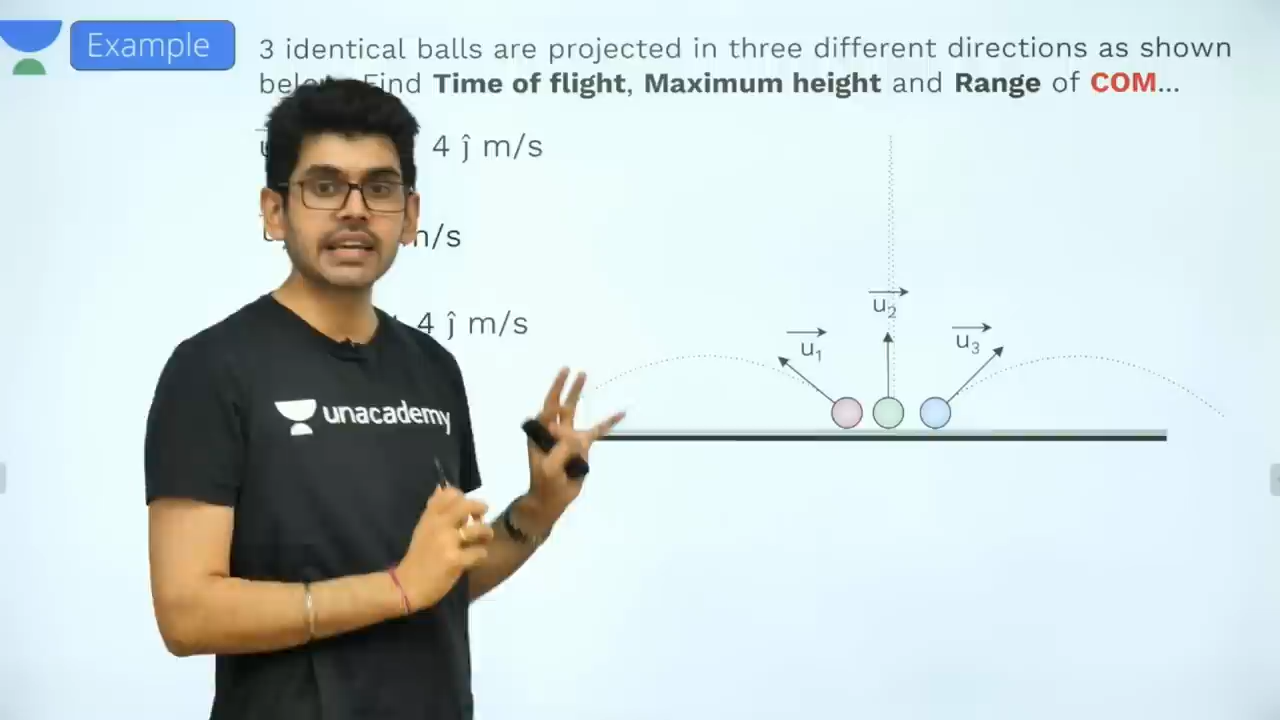 Example
3 identical balls are projected in three different directions as shown
Find Time of flight, Maximum height and Range of COM...
4 ĵ m/s
m/s
4 ĵ m/s
u₁
u₂
u₃
unacademy